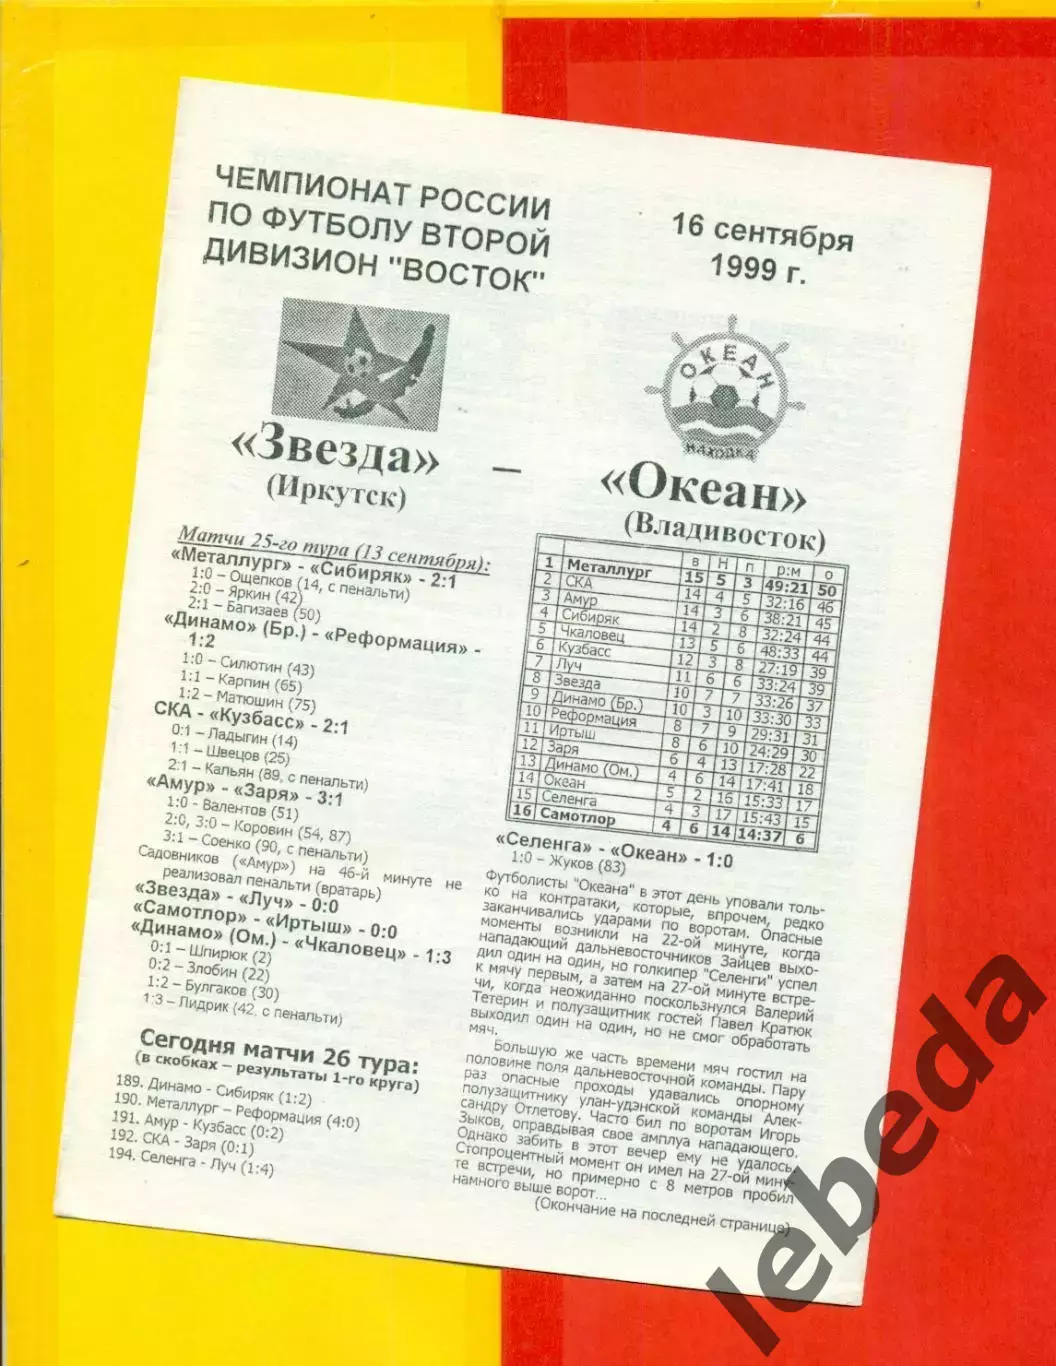 ЧЕМПИОНАТ РОССИИ
ПО ФУТБОЛУ ВТОРОЙ
ДИВИЗИОН "ВОСТОК"
16 сентября
1999 г.
ОКЕАН
НАХОДКА
«Звезда» – «Океан»
(Иркутск)
(Владивосток)
Матчи 25-го тура (13 сентября):
«Металлург» - «Сибиряк» - 2:1
1:0 – Ощепков (14, с пенальти)
2:0 – Яркин (42)
2:1 – Багизаев (50)
«Динамо» (Бр.) - «Реформация» -
1:2
1:0 – Силютин (43)
1:1 – Карпин (65)
1:2 – Матюшин (75)
СКА - «Кузбасс» - 2:1
0:1 – Ладыгин (14)
1:1 – Швецов (25)
2:1 – Кальян (89, с пенальти)
«Амур» - «Заря» - 3:1
1:0 – Валентов (51)
2:0, 3:0 – Коровин (54, 87)
3:1 – Соенко (90, с пенальти)
Садовников («Амур») на 46-й минуте не
реализовал пенальти (вратарь)
«Звезда» - «Луч» - 0:0
«Самотлор» - «Иртыш» - 0:0
«Динамо» (Ом.) - «Чкаловец» - 1:3
0:1 – Шпирюк (2)
0:2 – Злобин (22)
1:2 – Булгаков (30)
1:3 – Лидрик (42, с пенальти)
Сегодня матчи 26 тура:
(в скобках – результаты 1-го круга)
189. Динамо - Сибиряк (1:2)
190. Металлург – Реформация (4:0)
191. Амур - Кузбасс (0:2)
192. СКА - Заря (0:1)
194. Селенга - Луч (1:4)
в Н п р:м о
1 Металлург 15 5 3 49:21 50
2 СКА 14 4 5 32:16 46
3 Амур 14 3 6 38:21 45
4 Сибиряк 14 2 8 32:24 44
5 Чкаловец 13 5 6 48:33 44
6 Кузбасс 12 3 8 27:19 39
7 Луч 11 6 6 33:24 39
8 Звезда 10 7 7 33:26 37
9 Динамо (Бр.) 10 3 10 33:30 33
10 Реформация 8 7 9 29:31 31
11 Иртыш 8 6 10 24:29 30
12 Заря 6 4 13 17:28 22
13 Динамо (Ом.) 4 6 14 17:41 18
14 Океан 5 2 16 15:33 17
15 Селенга 4 3 17 15:43 15
16 Самотлор 4 6 14 14:37 6
«Селенга» - «Океан» - 1:0
1:0 – Жуков (83)
Футболисты "Океана" в этот день уповали толь-
ко на контратаки, которые, впрочем, редко
заканчивались ударами по воротам. Опасные
моменты возникли на 22-ой минуте, когда
нападающий дальневосточников Зайцев выхо-
дил один на один, но голкипер "Селенги" успел
к мячу первым, а затем на 27-ой минуте встре-
чи, когда неожиданно поскользнулся Валерий
Тетерин и полузащитник гостей Павел Кратюк
выходил один на один, но не смог обработать
мяч.
Большую же часть времени мяч гостил на
половине поля дальневосточной команды. Пару
раз опасные проходы удавались опорному
полузащитнику улан-удэнской команды Алек-
сандру Отлетову. Часто бил по воротам Игорь
Зыков, оправдывая свое амплуа нападающего.
Однако забить в этот вечер ему не удалось.
Стопроцентный момент он имел на 27-ой мину-
те встречи, но примерно с 8 метров пробил
намного выше ворот...
(Окончание на последней странице)
lebeda